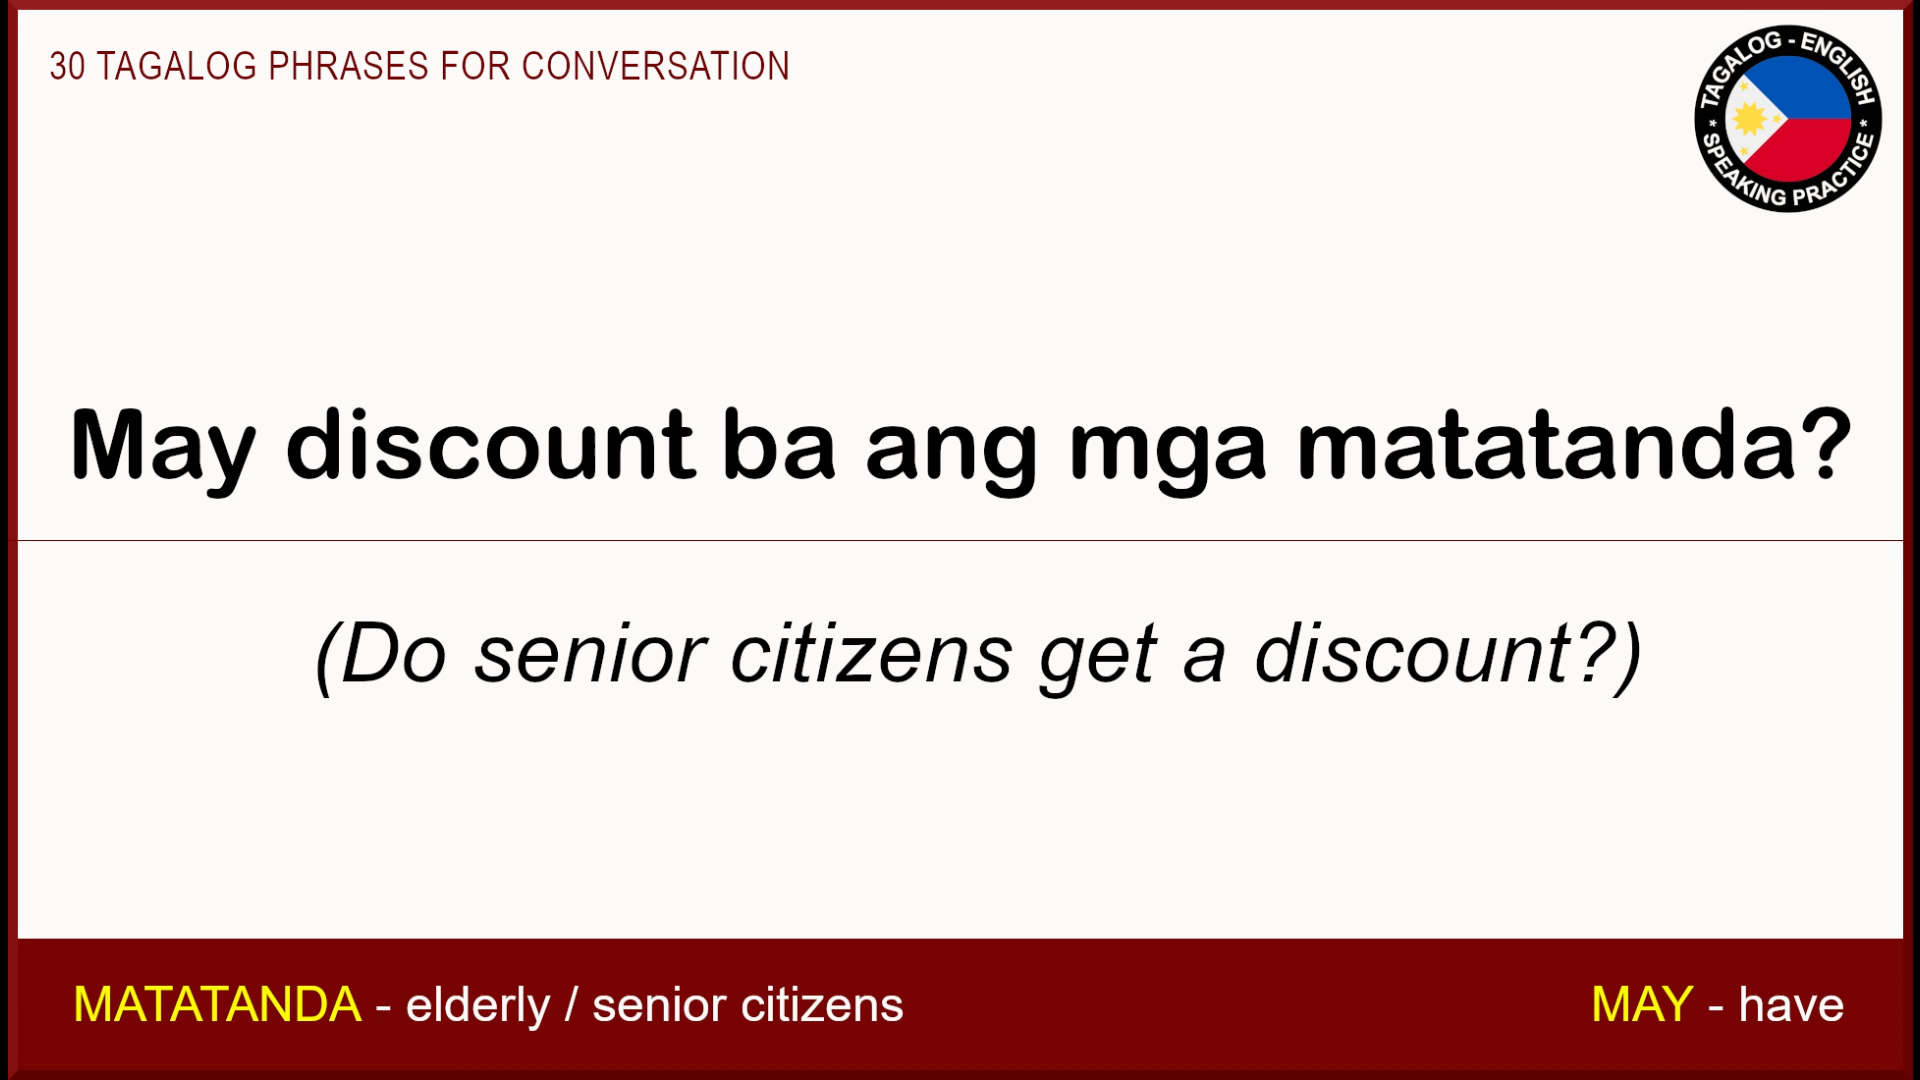 30 TAGALOG PHRASES FOR CONVERSATION
TAGALOG - ENGLISH
* SPEAKING PRACTICE *
May discount ba ang mga matatanda?
(Do senior citizens get a discount?)
MATATANDA - elderly / senior citizens
MAY - have